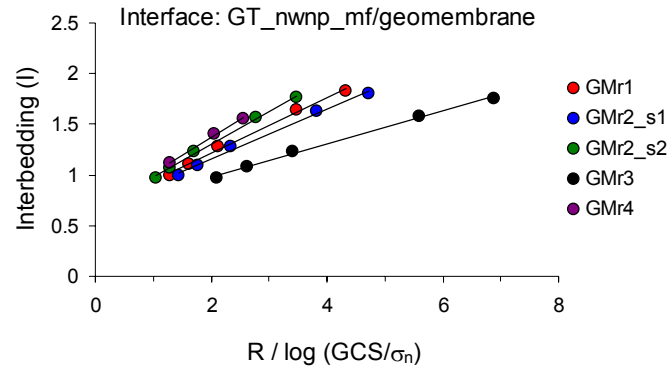 Interface: GT_nwnp_mf/geomembrane
2.5
2
1.5
1
0.5
0
Interbedding (I)
0 2 4 6 8
R / log (GCS/σn)
GMr1
GMr2_s1
GMr2_s2
GMr3
GMr4